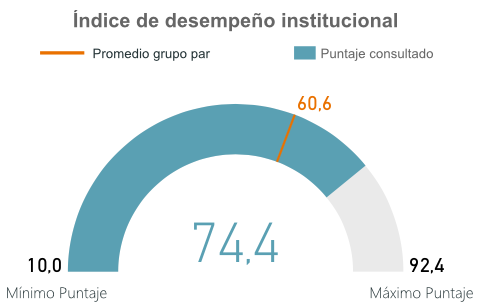 Índice de desempeño institucional
Promedio grupo par
Puntaje consultado
60,6
74,4
10,0
92,4
Mínimo Puntaje
Máximo Puntaje